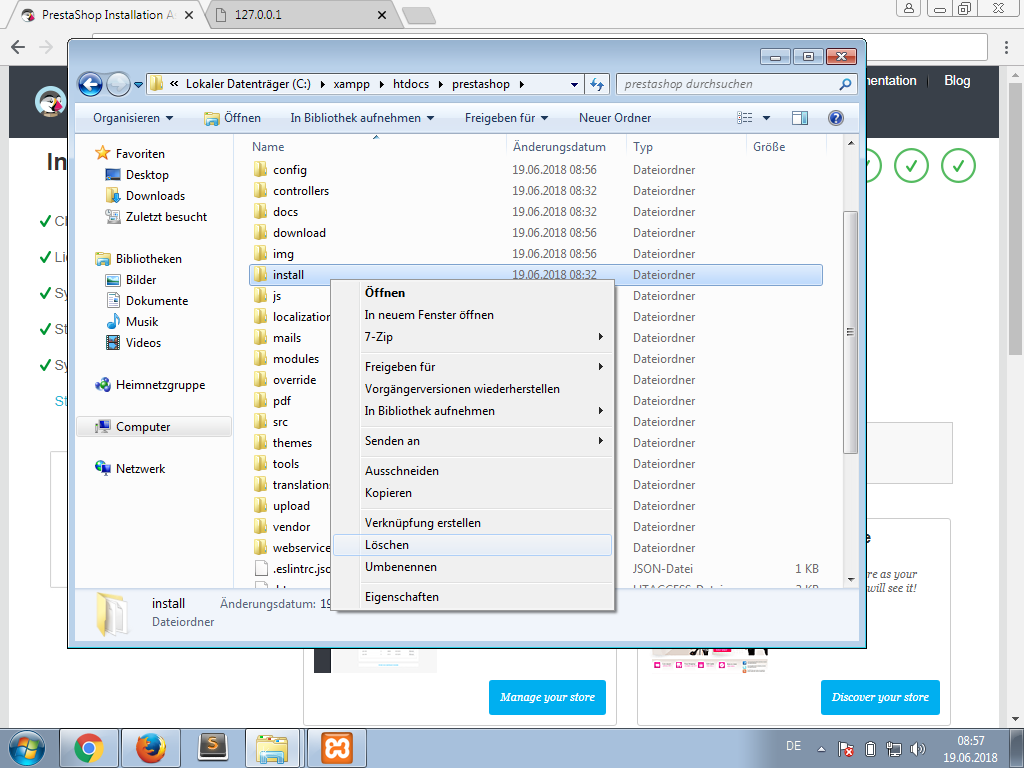 PrestaShop Installation A
127.0.0.1
Lokaler Datenträger (C:) xampp htdocs prestashop
prestashop durchsuchen
Organisieren Öffnen In Bibliothek aufnehmen Freigeben für Neuer Ordner
Blog
Name Änderungsdatum Typ Größe
Favoriten
Desktop
Downloads
Zuletzt besucht
Bibliotheken
Bilder
Dokumente
Musik
Videos
Heimnetzgruppe
Computer
Netzwerk
config 19.06.2018 08:56 Dateiordner
controllers 19.06.2018 08:32 Dateiordner
docs 19.06.2018 08:32 Dateiordner
download 19.06.2018 08:56 Dateiordner
img 19.06.2018 08:56 Dateiordner
install 19.06.2018 08:32 Dateiordner
js Dateiordner
localization Dateiordner
mails Dateiordner
modules Dateiordner
override Dateiordner
pdf Dateiordner
src Dateiordner
themes Dateiordner
tools Dateiordner
translation Dateiordner
upload Dateiordner
vendor Dateiordner
webservice Dateiordner
.eslintrc.jso JSON-Datei 1 KB
Öffnen
In neuem Fenster öffnen
7-Zip
Freigeben für
Vorgängerversionen wiederherstellen
In Bibliothek aufnehmen
Senden an
Ausschneiden
Kopieren
Verknüpfung erstellen
Löschen
Umbenennen
Eigenschaften
install Änderungsdatum: 19
Dateiordner
re as your
will see it!
Manage your store
Discover your store
DE
08:57
19.06.2018